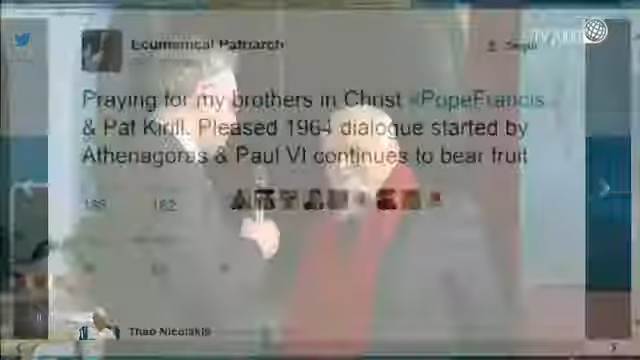 Ecumenical Patriarch
Praying for my brothers in Christ #PopeFrancis
& Pat Kirill. Pleased 1964 dialogue started by
Athenagoras & Paul VI continues to bear fruit
182
Theo Nicolakis